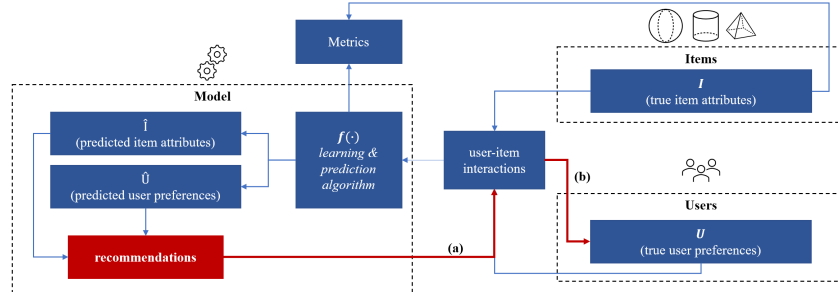 Metrics
Items
I
(true item attributes)
Model
Î
(predicted item attributes)
f(·)
learning &
prediction
algorithm
user-item
interactions
(b)
Û
(predicted user preferences)
Users
U
(true user preferences)
recommendations
(a)